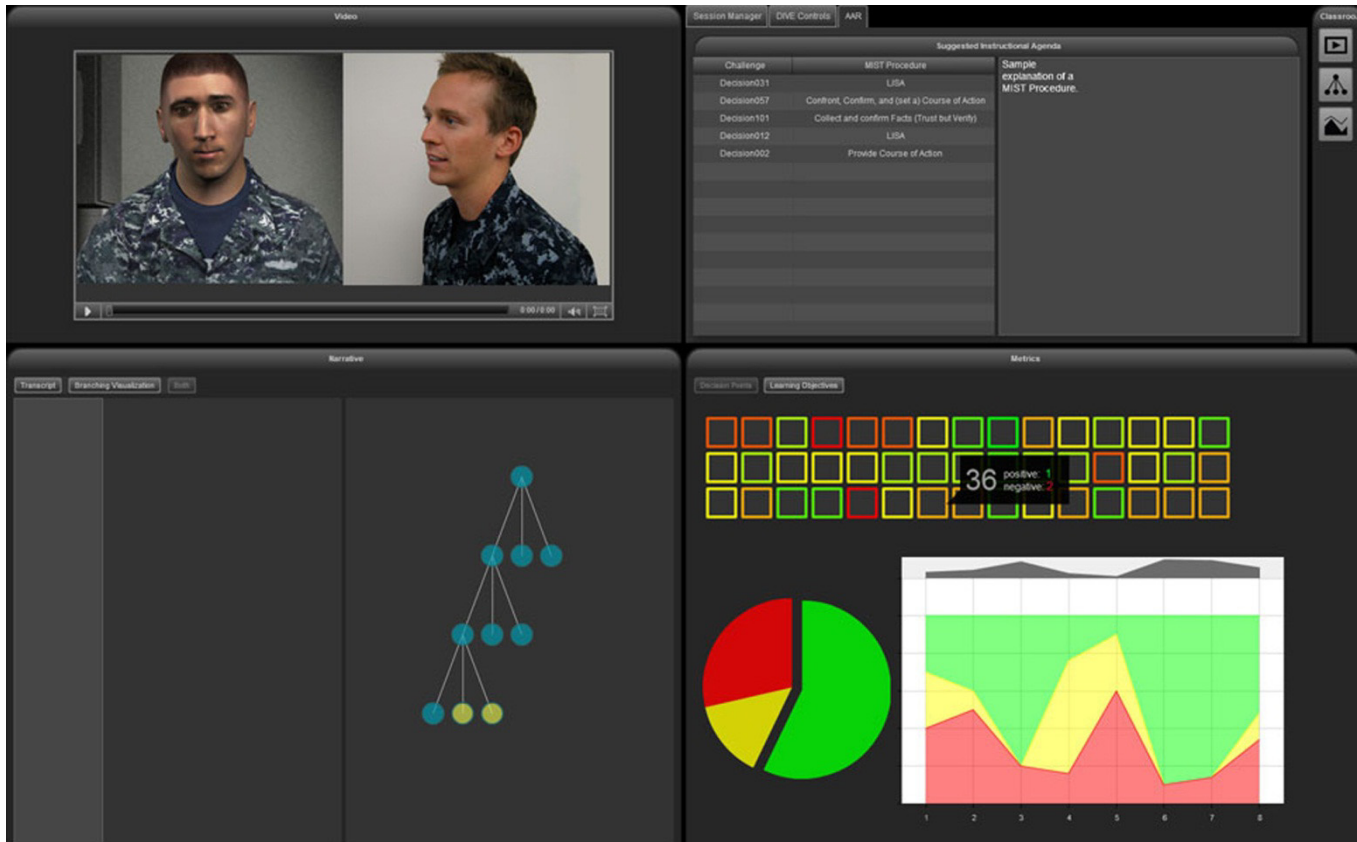 Video
0:00 / 0:00
Session Manager
DIVE Controls
AAR
Suggested Instructional Agenda
Challenge
MIST Procedure
Decision031
LISA
Decision057
Confront, Confirm, and (set a) Course of Action
Decision101
Collect and confirm Facts (Trust but Verify)
Decision012
LISA
Decision002
Provide Course of Action
Sample
explanation of a
MIST Procedure.
Classroo
Narrative
Transcript
Branching Visualization
Both
Metrics
Decision Points
Learning Objectives
36
positive: 1
negative: 2
1 2 3 4 5 6 7 8